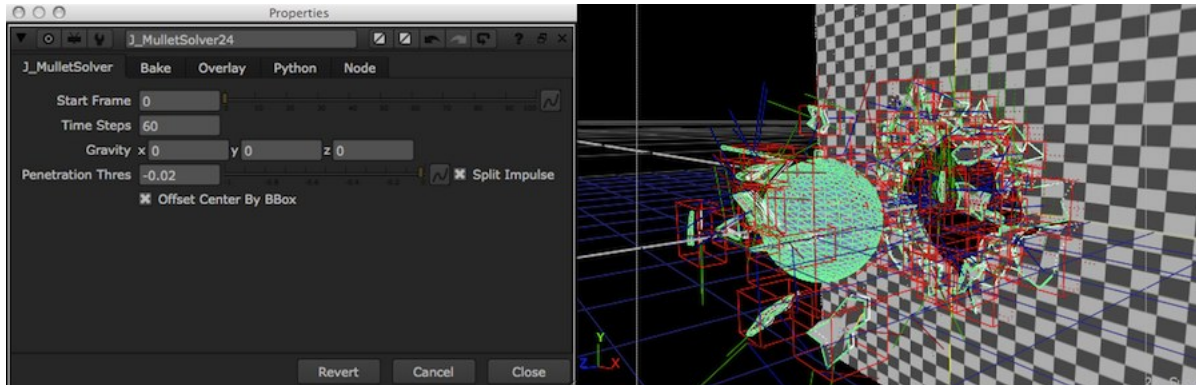 Properties
J_MulletSolver24
?
J_MulletSolver Bake Overlay Python Node
Start Frame 0
Time Steps 60
Gravity x 0 y 0 z 0
Penetration Thres -0.02 Split Impulse
Offset Center By BBox
Revert Cancel Close
Y
Z X